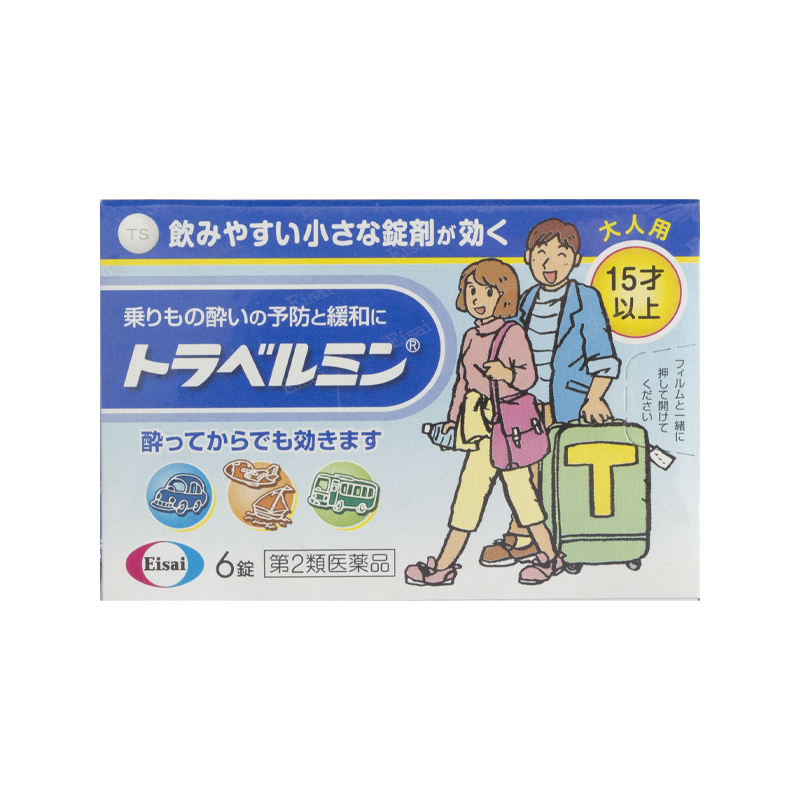 TS
飲みやすい小さな錠剤が効く
大人用
15才
以上
乗りもの酔いの予防と緩和に
トラベルミン®
フィルムと一緒に
押して開けて
ください
酔ってからでも効きます
T
Eisai
6錠
第2類医薬品